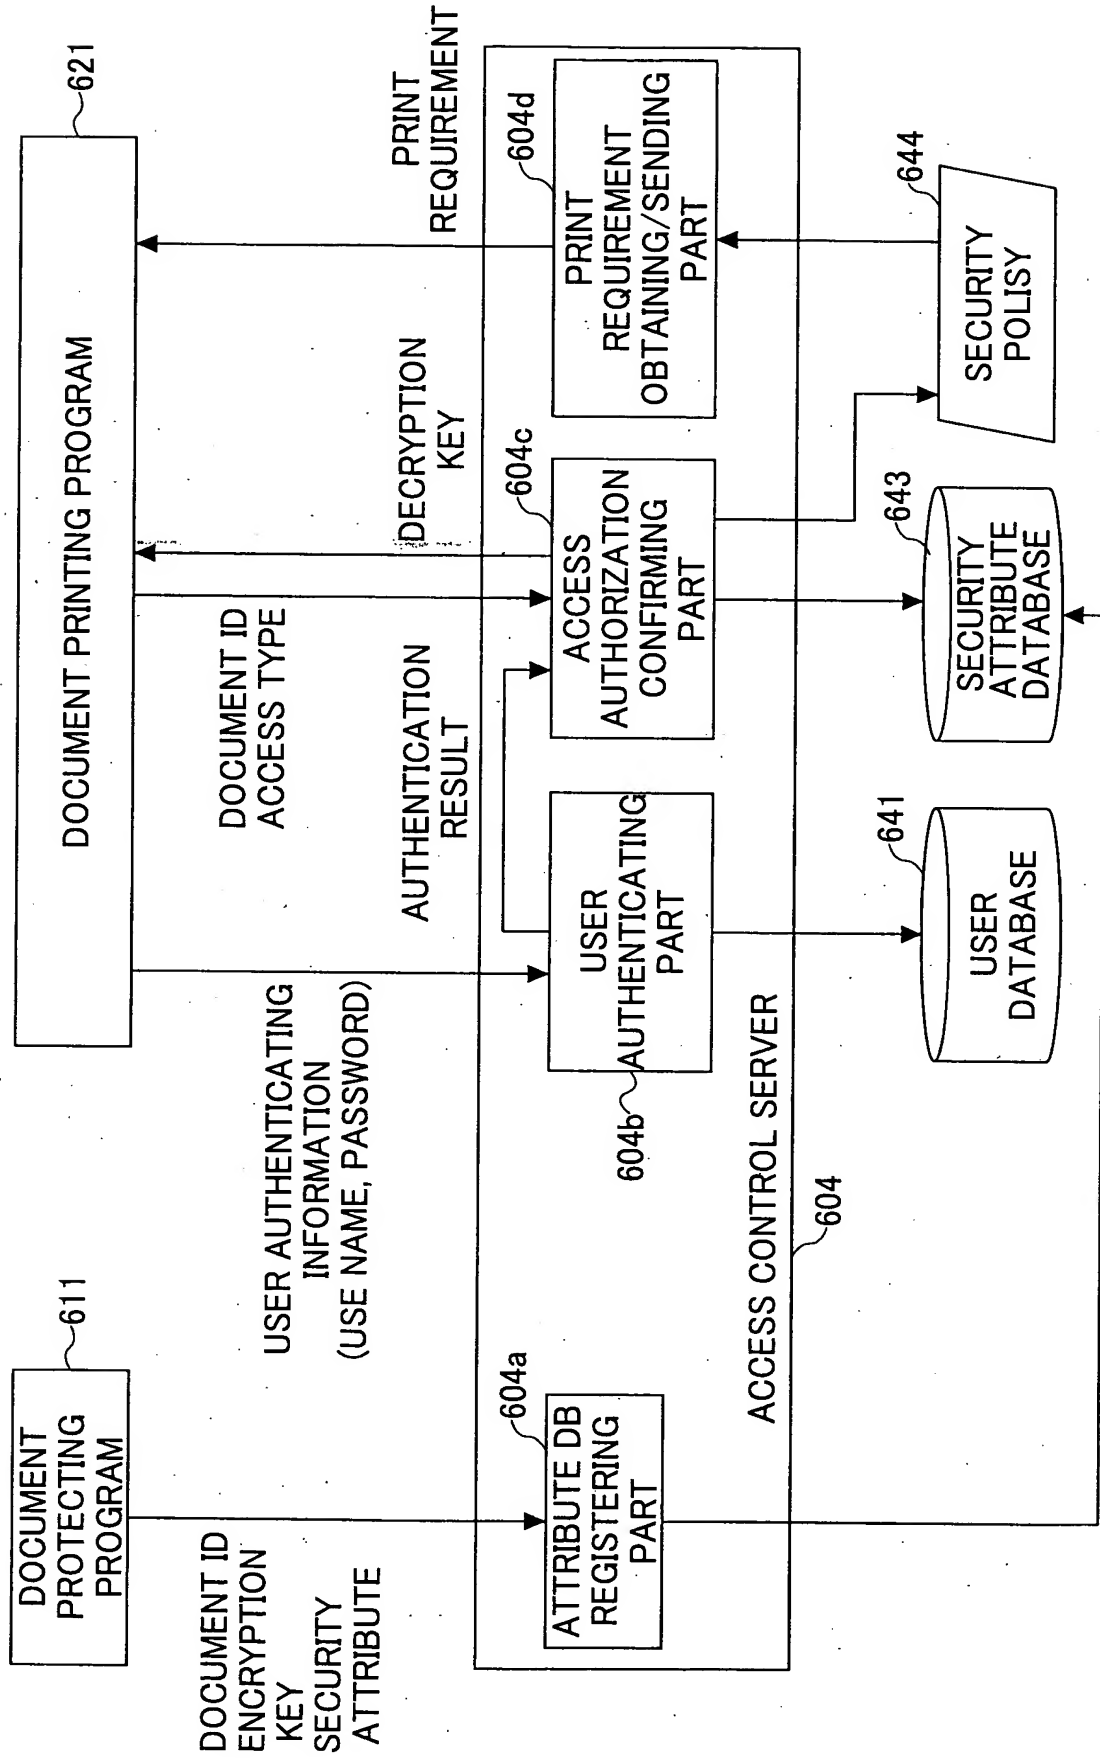 DOCUMENT
PROTECTING
PROGRAM
611
DOCUMENT PRINTING PROGRAM
621
DOCUMENT ID
ENCRYPTION
KEY
SECURITY
ATTRIBUTE
USER AUTHENTICATING
INFORMATION
(USE NAME, PASSWORD)
DOCUMENT ID
ACCESS TYPE
AUTHENTICATION
RESULT
DECRYPTION
KEY
PRINT
REQUIREMENT
604a
ATTRIBUTE DB
REGISTERING
PART
604b
USER
AUTHENTICATING
PART
604c
ACCESS
AUTHORIZATION
CONFIRMING
PART
604d
PRINT
REQUIREMENT
OBTAINING/SENDING
PART
ACCESS CONTROL SERVER
604
641
USER
DATABASE
643
SECURITY
ATTRIBUTE
DATABASE
644
SECURITY
POLISY